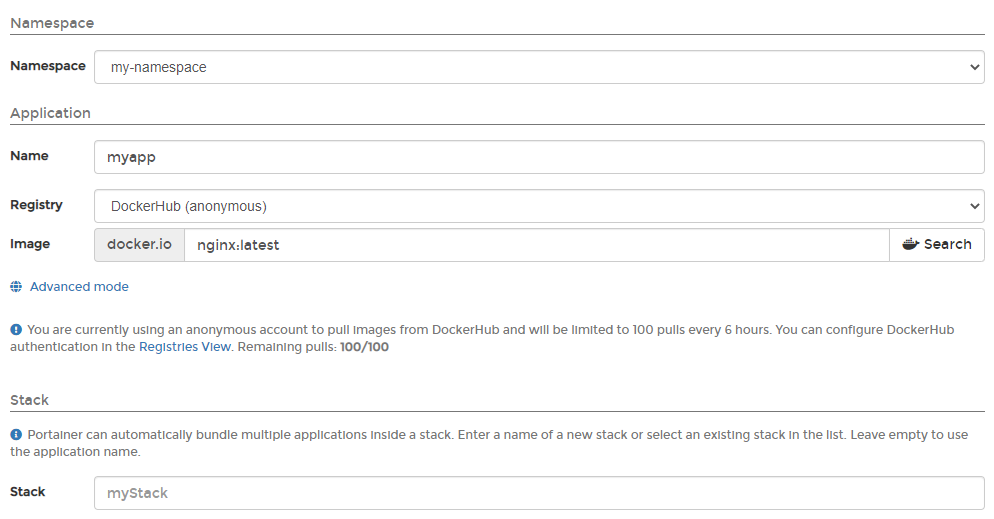 Namespace
Namespace my-namespace
Application
Name myapp
Registry DockerHub (anonymous)
Image docker.io nginx:latest Search
Advanced mode
You are currently using an anonymous account to pull images from DockerHub and will be limited to 100 pulls every 6 hours. You can configure DockerHub
authentication in the Registries View. Remaining pulls: 100/100
Stack
Portainer can automatically bundle multiple applications inside a stack. Enter a name of a new stack or select an existing stack in the list. Leave empty to use
the application name.
Stack myStack